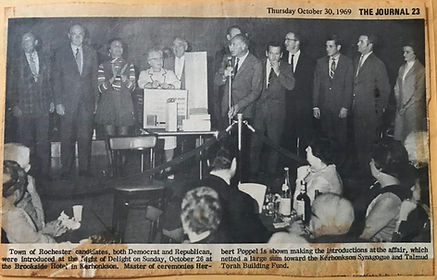 Thursday October 30, 1969 THE JOURNAL 23
Town of Rochester candidates, both Democrat and Republican,
were introduced at the Night of Delight on Sunday, October 26 at
the Brookside Hotel in Kerhonkson. Master of ceremonies Her-
bert Poppel is shown making the introductions at the affair, which
netted a large sum toward the Kerhonkson Synagogue and Talmud
Torah Building Fund.